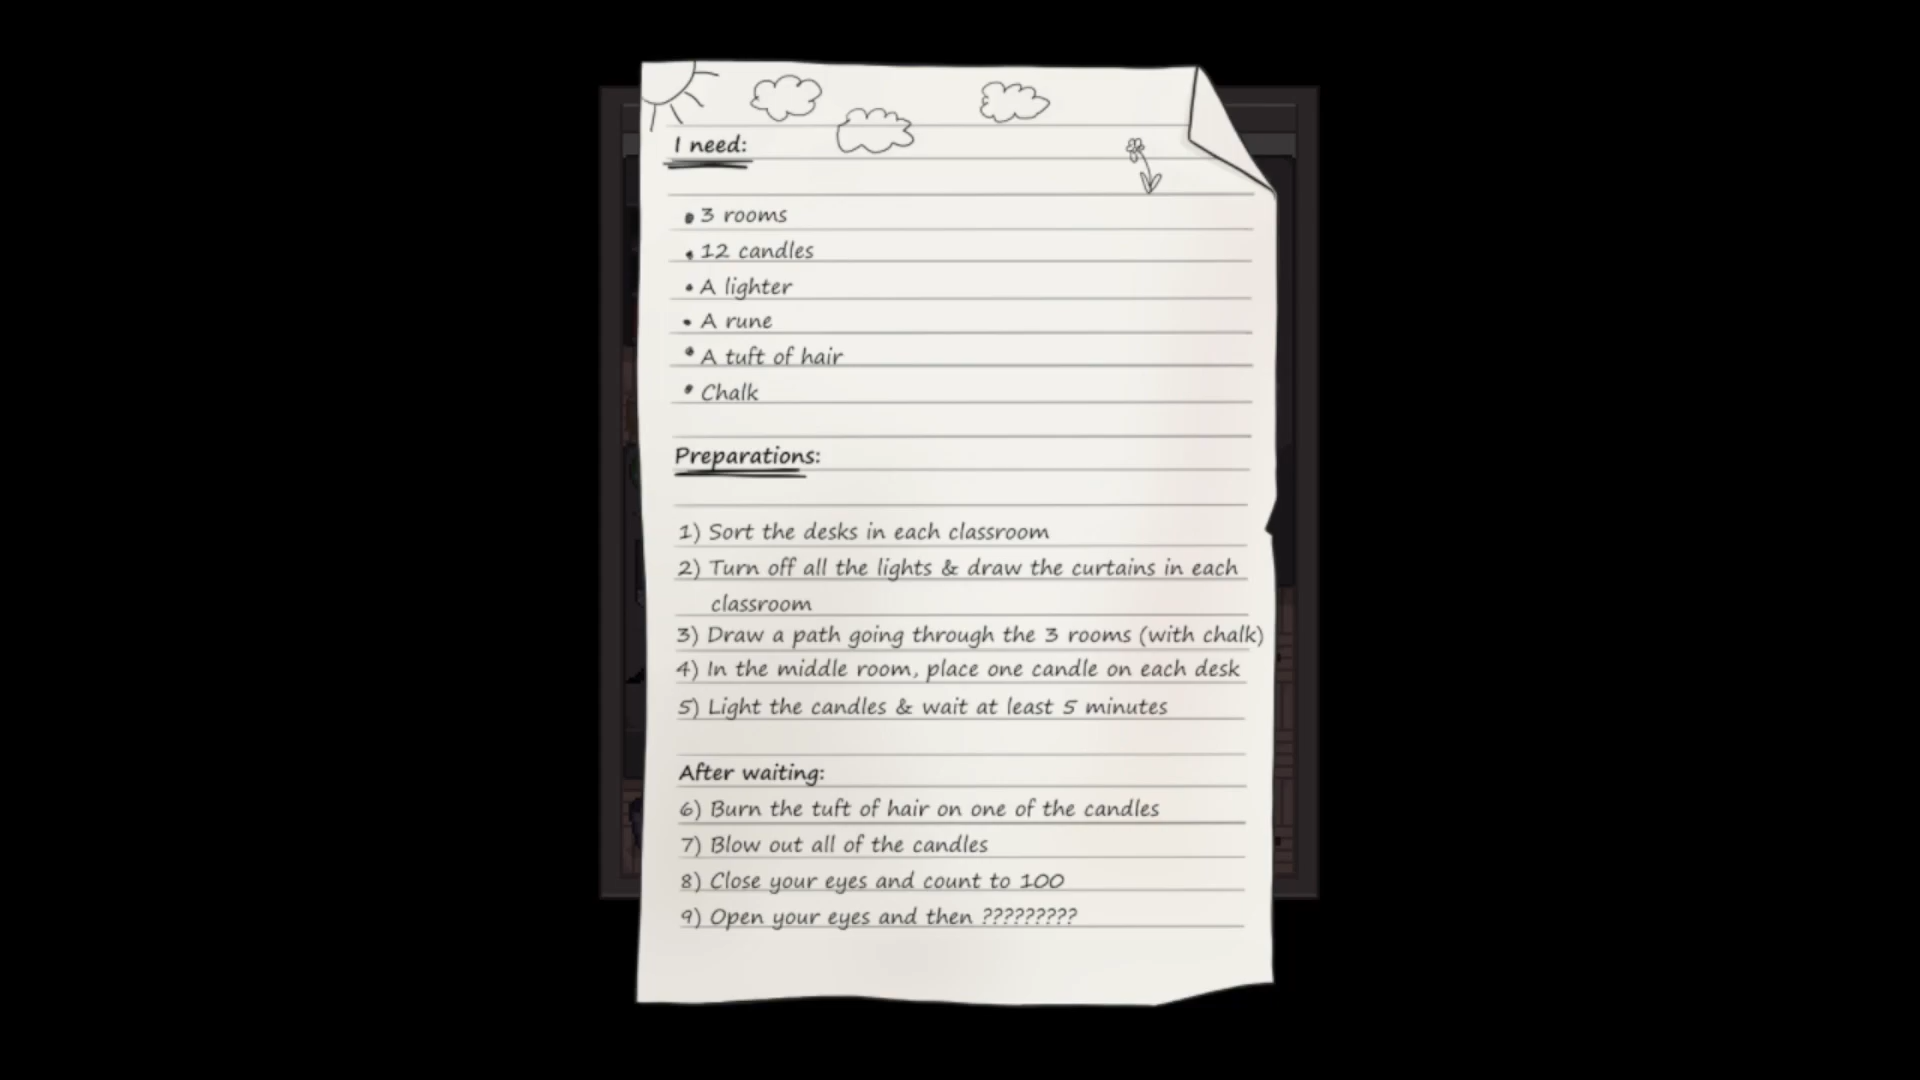 I need:
• 3 rooms
• 12 candles
• A lighter
• A rune
• A tuft of hair
• Chalk
Preparations:
1) Sort the desks in each classroom
2) Turn off all the lights & draw the curtains in each
classroom
3) Draw a path going through the 3 rooms (with chalk)
4) In the middle room, place one candle on each desk
5) Light the candles & wait at least 5 minutes
After waiting:
6) Burn the tuft of hair on one of the candles
7) Blow out all of the candles
8) Close your eyes and count to 100
9) Open your eyes and then ?????????